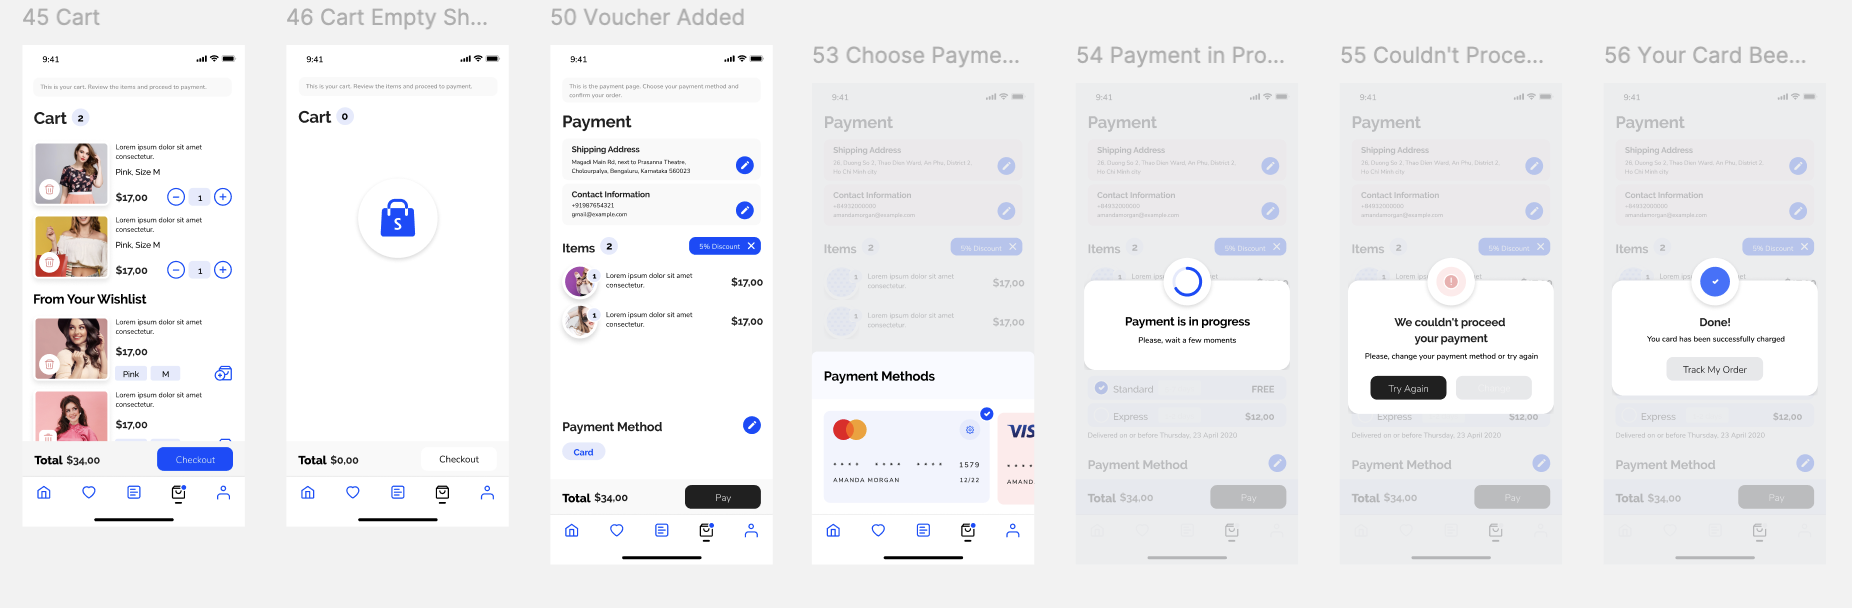 45 Cart
9:41
This is your cart. Review the items and proceed to payment.
Cart 2
Lorem ipsum dolor sit amet
consectetur.
Pink, Size M
$17,00
1
Lorem ipsum dolor sit amet
consectetur.
Pink, Size M
$17,00
1
From Your Wishlist
Lorem ipsum dolor sit amet
consectetur.
$17,00
Pink M
Lorem ipsum dolor sit amet
consectetur.
$17,00
Total $34,00 Checkout
46 Cart Empty Sh...
9:41
This is your cart. Review the items and proceed to payment.
Cart 0
S
Total $0,00 Checkout
50 Voucher Added
9:41
This is the payment page. Choose your payment method and
confirm your order.
Payment
Shipping Address
Magadi Main Rd, next to Prasanna Theatre,
Cholourpalya, Bengaluru, Karnataka 560023
Contact Information
+91987654321
gmail@example.com
Items 2 5% Discount
1
Lorem ipsum dolor sit amet
consectetur.
$17,00
1
Lorem ipsum dolor sit amet
consectetur.
$17,00
Payment Method
Card
Total $34,00 Pay
53 Choose Payme...
9:41
Payment
Shipping Address
26, Duong So 2, Thao Dien Ward, An Phu, District 2,
Ho Chi Minh city
Contact Information
+84932000000
amandamorgan@example.com
Items 2 5% Discount
1
Lorem ipsum dolor sit amet
consectetur.
$17,00
1
Lorem ipsum dolor sit amet
consectetur.
$17,00
Payment Methods
1579
AMANDA MORGAN 12/22
VIS
AMAND
54 Payment in Pro...
9:41
Payment
Shipping Address
26, Duong So 2, Thao Dien Ward, An Phu, District 2,
Ho Chi Minh city
Contact Information
+84932000000
amandamorgan@example.com
Items 2 5% Discount
Payment is in progress
Please, wait a few moments
Standard FREE
Express $12,00
Delivered on or before Thursday, 23 April 2020
Payment Method
Total $34,00 Pay
55 Couldn't Proce...
9:41
Payment
Shipping Address
26, Duong So 2, Thao Dien Ward, An Phu, District 2,
Ho Chi Minh city
Contact Information
+84932000000
amandamorgan@example.com
Items 2 5% Discount
We couldn't proceed
your payment
Please, change your payment method or try again
Try Again
Express $12,00
Delivered on or before Thursday, 23 April 2020
Payment Method
Total $34,00 Pay
56 Your Card Bee...
9:41
Payment
Shipping Address
26, Duong So 2, Thao Dien Ward, An Phu, District 2,
Ho Chi Minh city
Contact Information
+84932000000
amandamorgan@example.com
Items 2 5% Discount
Done!
You card has been successfully charged
Track My Order
Express $12,00
Delivered on or before Thursday, 23 April 2020
Payment Method
Total $34,00 Pay